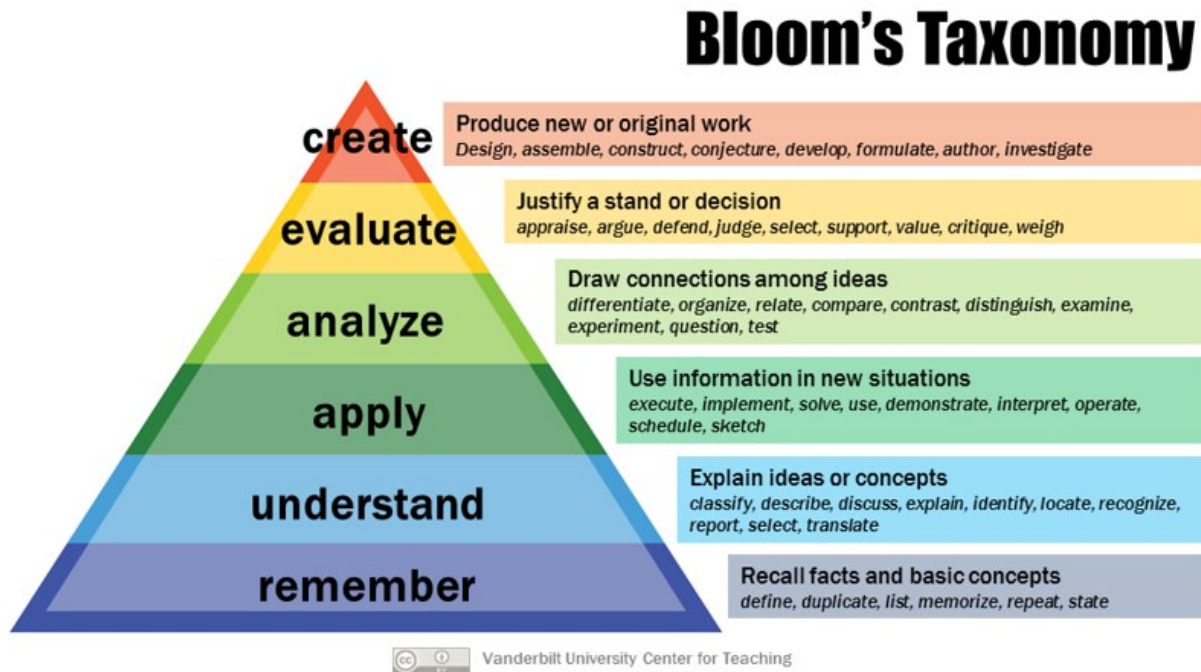 Bloom's Taxonomy
create
Produce new or original work
Design, assemble, construct, conjecture, develop, formulate, author, investigate
evaluate
Justify a stand or decision
appraise, argue, defend, judge, select, support, value, critique, weigh
analyze
Draw connections among ideas
differentiate, organize, relate, compare, contrast, distinguish, examine,
experiment, question, test
apply
Use information in new situations
execute, implement, solve, use, demonstrate, interpret, operate,
schedule, sketch
understand
Explain ideas or concepts
classify, describe, discuss, explain, identify, locate, recognize,
report, select, translate
remember
Recall facts and basic concepts
define, duplicate, list, memorize, repeat, state
cc
Vanderbilt University Center for Teaching